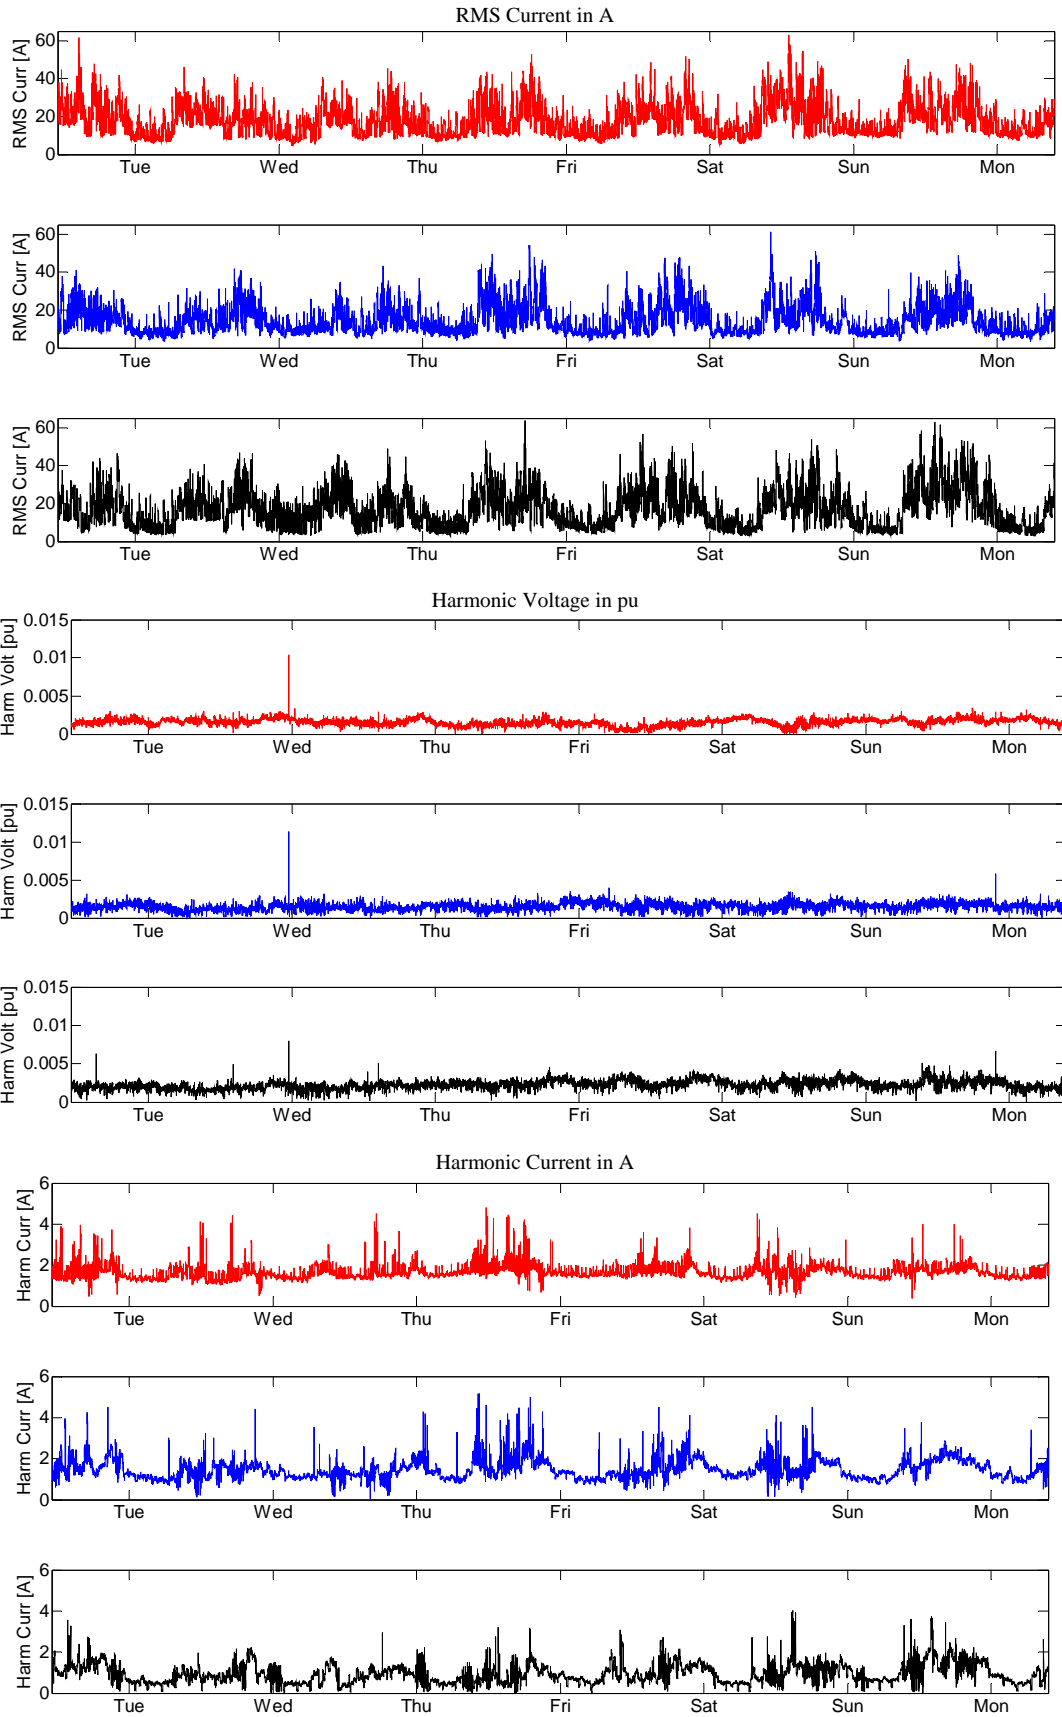 RMS Current in A
RMS Curr [A]
60
40
20
0
Tue Wed Thu Fri Sat Sun Mon
RMS Curr [A]
60
40
20
0
Tue Wed Thu Fri Sat Sun Mon
RMS Curr [A]
60
40
20
0
Tue Wed Thu Fri Sat Sun Mon
Harmonic Voltage in pu
Harm Volt [pu]
0.015
0.01
0.005
0
Tue Wed Thu Fri Sat Sun Mon
Harm Volt [pu]
0.015
0.01
0.005
0
Tue Wed Thu Fri Sat Sun Mon
Harm Volt [pu]
0.015
0.01
0.005
0
Tue Wed Thu Fri Sat Sun Mon
Harmonic Current in A
Harm Curr [A]
6
4
2
0
Tue Wed Thu Fri Sat Sun Mon
Harm Curr [A]
6
4
2
0
Tue Wed Thu Fri Sat Sun Mon
Harm Curr [A]
6
4
2
0
Tue Wed Thu Fri Sat Sun Mon